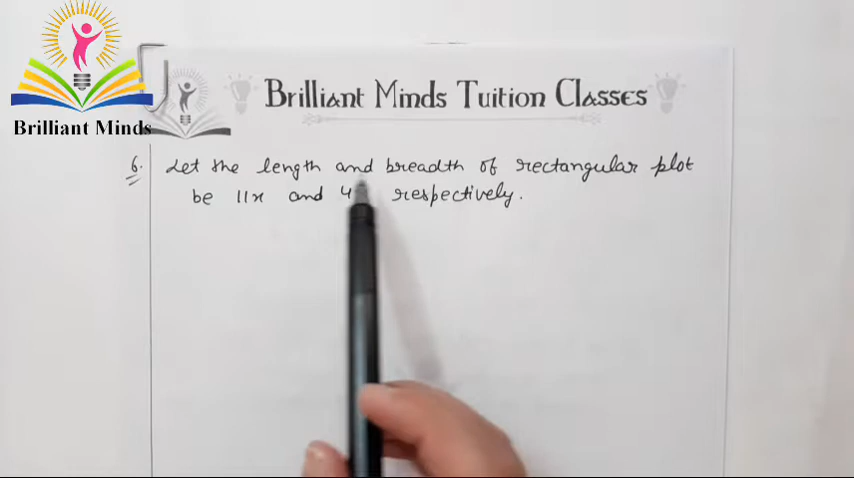 Brilliant Minds
Brilliant Minds Tuition Classes
6. Let the length and breadth of rectangular plot
be 11x and 4 respectively.